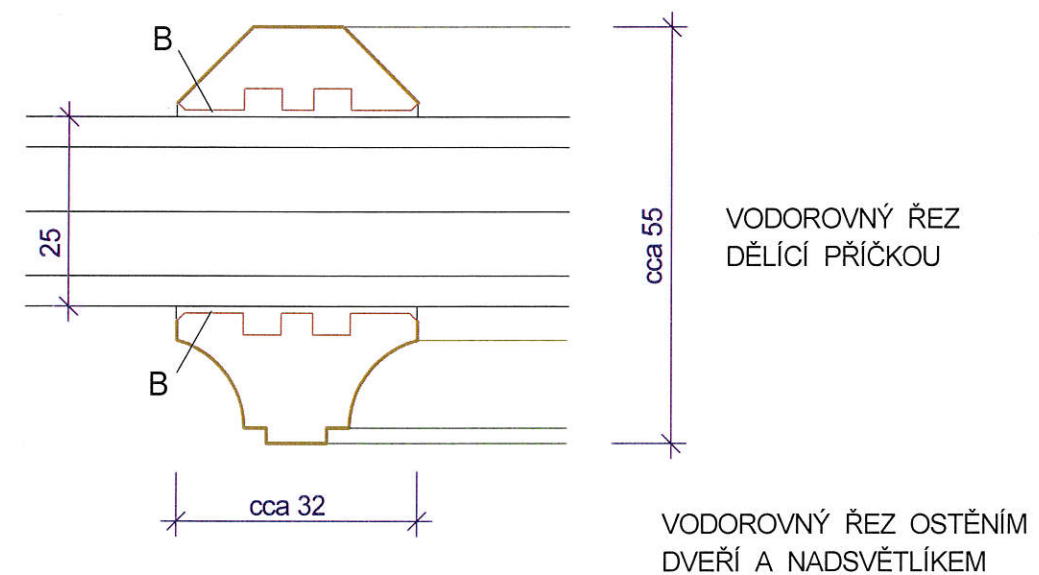 B
25
cca 55
VODOROVNÝ ŘEZ
DĚLÍCÍ PŘÍČKOU
B
cca 32
VODOROVNÝ ŘEZ OSTĚNÍM
DVEŘÍ A NADSVĚTLÍKEM